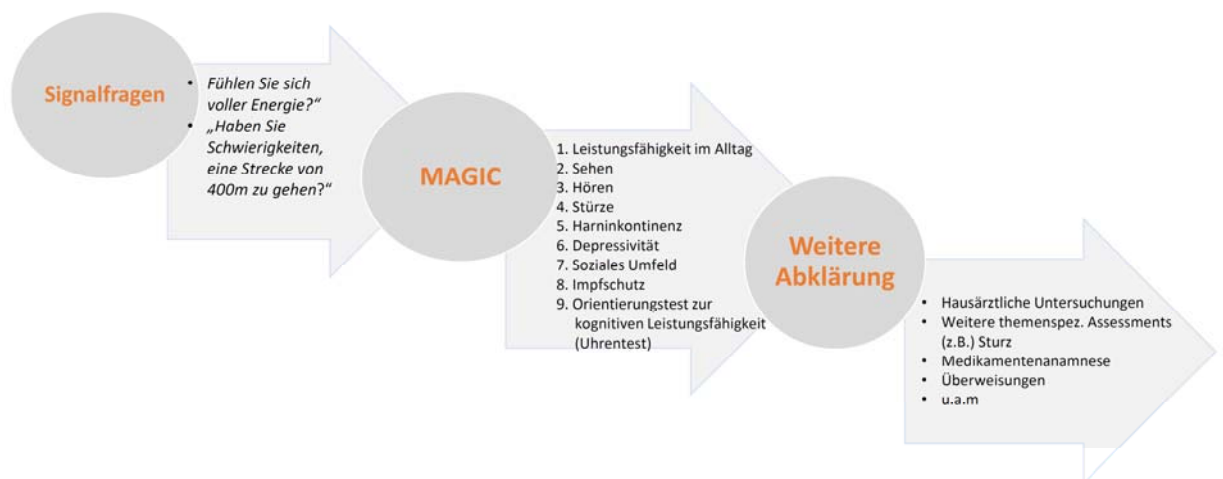 Signalfragen
• Fühlen Sie sich
voller Energie?“
• „Haben Sie
Schwierigkeiten,
eine Strecke von
400m zu gehen?“
MAGIC
1. Leistungsfähigkeit im Alltag
2. Sehen
3. Hören
4. Stürze
5. Harninkontinenz
6. Depressivität
7. Soziales Umfeld
8. Impfschutz
9. Orientierungstest zur
kognitiven Leistungsfähigkeit
(Uhrentest)
Weitere
Abklärung
• Hausärztliche Untersuchungen
• Weitere themenspez. Assessments
(z.B.) Sturz
• Medikamentenanamnese
• Überweisungen
• u.a.m